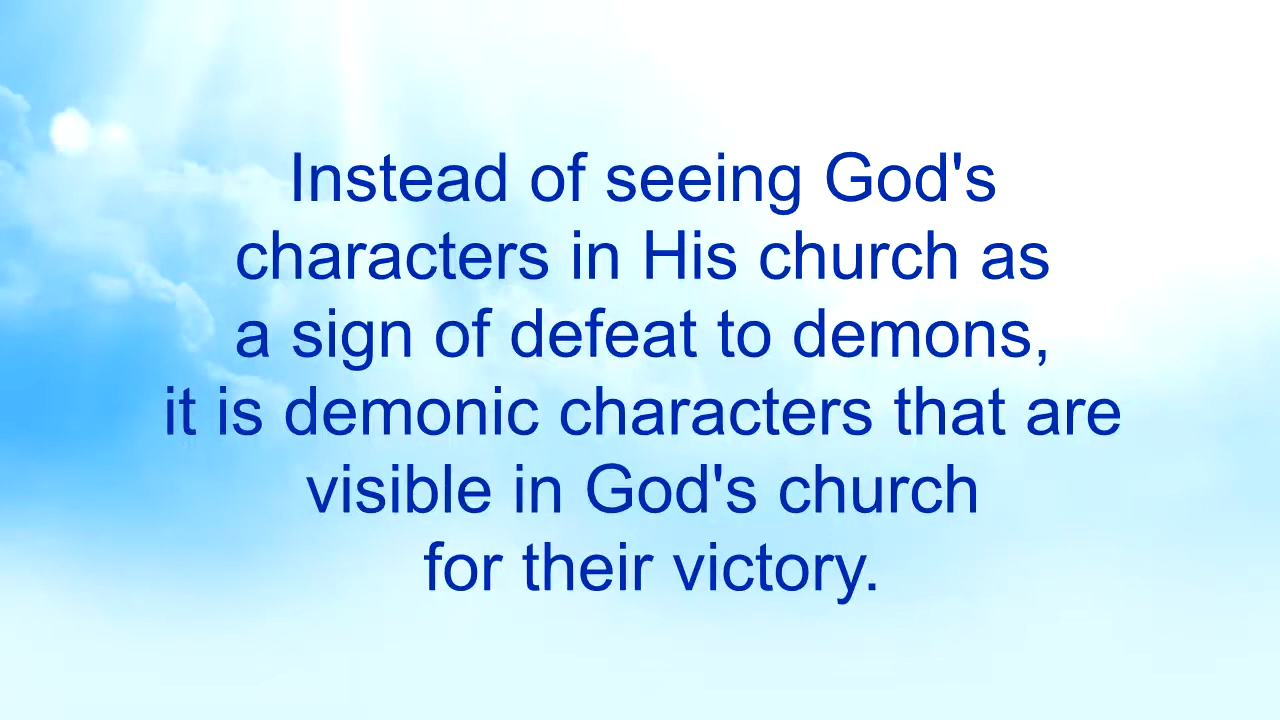 Instead of seeing God's
characters in His church as
a sign of defeat to demons,
it is demonic characters that are
visible in God's church
for their victory.